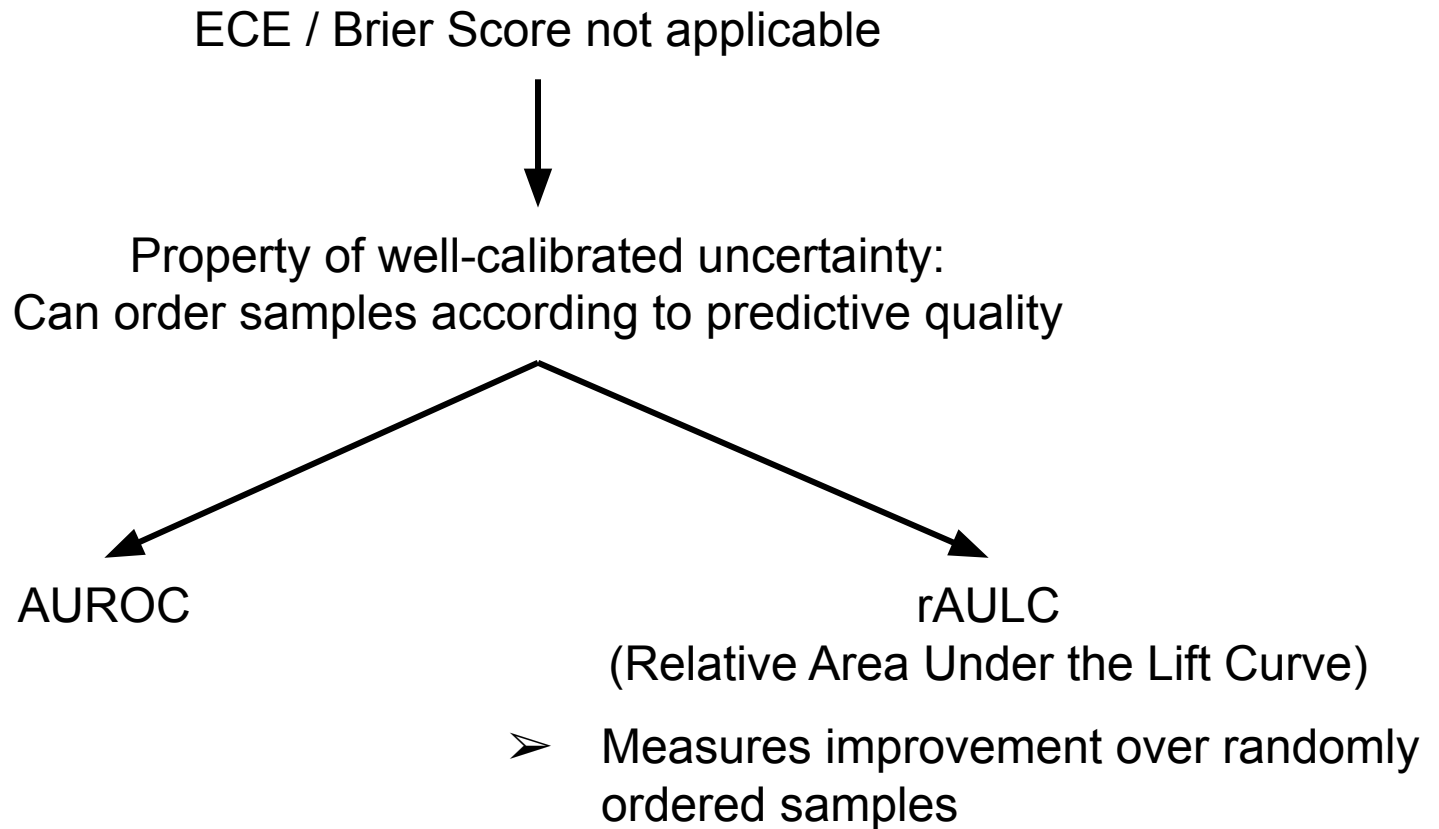 ECE / Brier Score not applicable
Property of well-calibrated uncertainty:
Can order samples according to predictive quality
AUROC
rAULC
(Relative Area Under the Lift Curve)
➢ Measures improvement over randomly
ordered samples